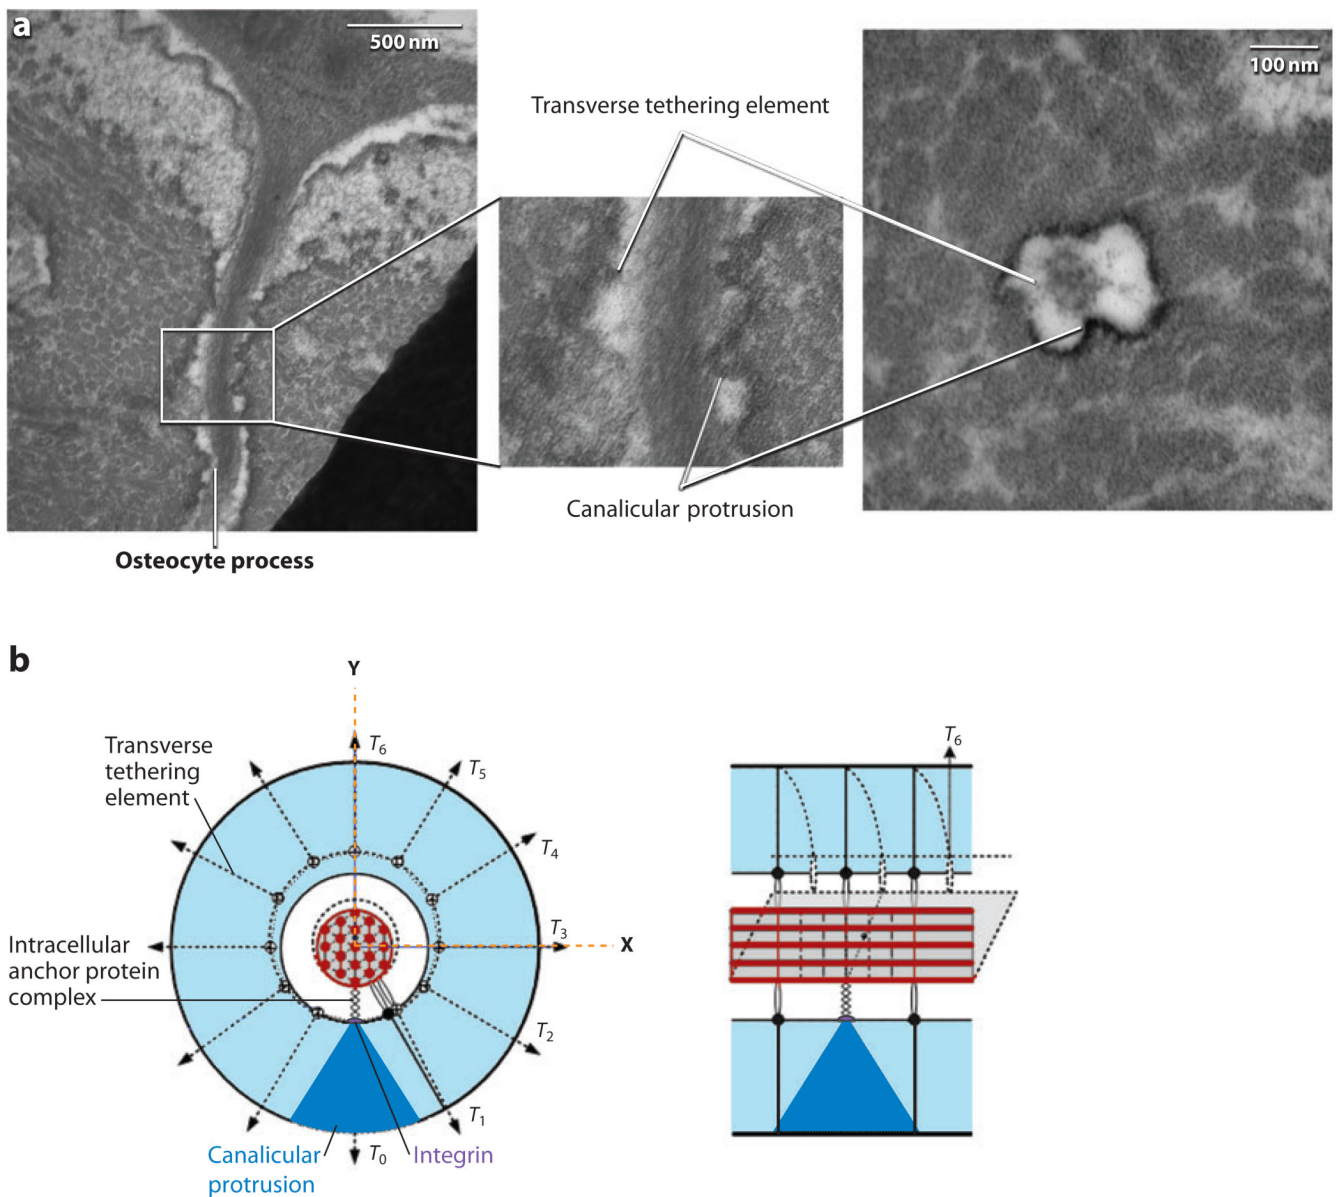 a
500 nm
100 nm
Transverse tethering element
Canalicular protrusion
Osteocyte process
b
Y
T6
T5
T4
T3
X
T2
T1
T0
Transverse
tethering
element
Intracellular
anchor protein
complex
Canalicular
protrusion
Integrin
T6